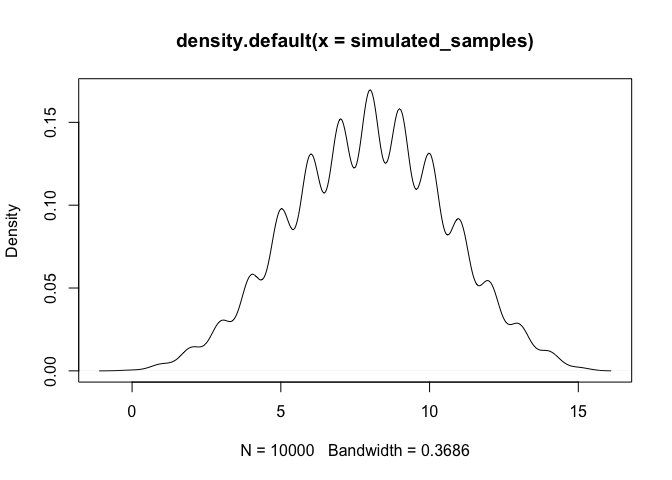 density.default(x = simulated_samples)
Density
0.15
0.10
0.05
0.00
0 5 10 15
N = 10000 Bandwidth = 0.3686